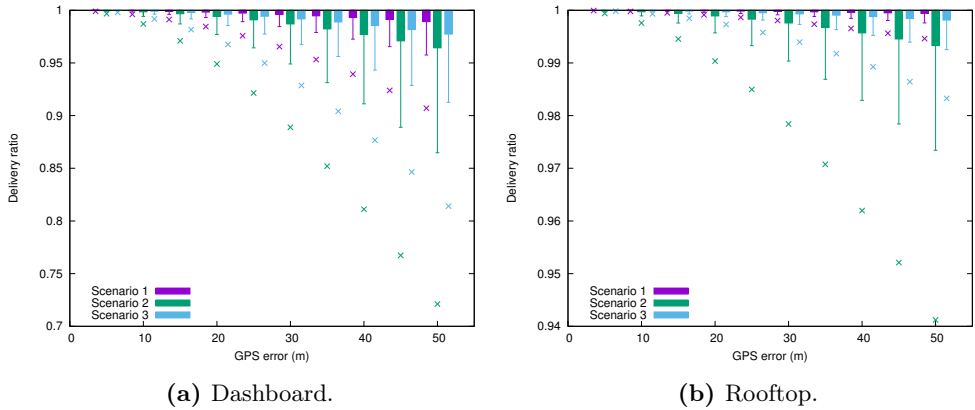 1
0.95
0.9
0.85
0.8
0.75
0.7
Delivery ratio
0 10 20 30 40 50
GPS error (m)
Scenario 1
Scenario 2
Scenario 3
(a) Dashboard.
1
0.99
0.98
0.97
0.96
0.95
0.94
Delivery ratio
0 10 20 30 40 50
GPS error (m)
Scenario 1
Scenario 2
Scenario 3
(b) Rooftop.